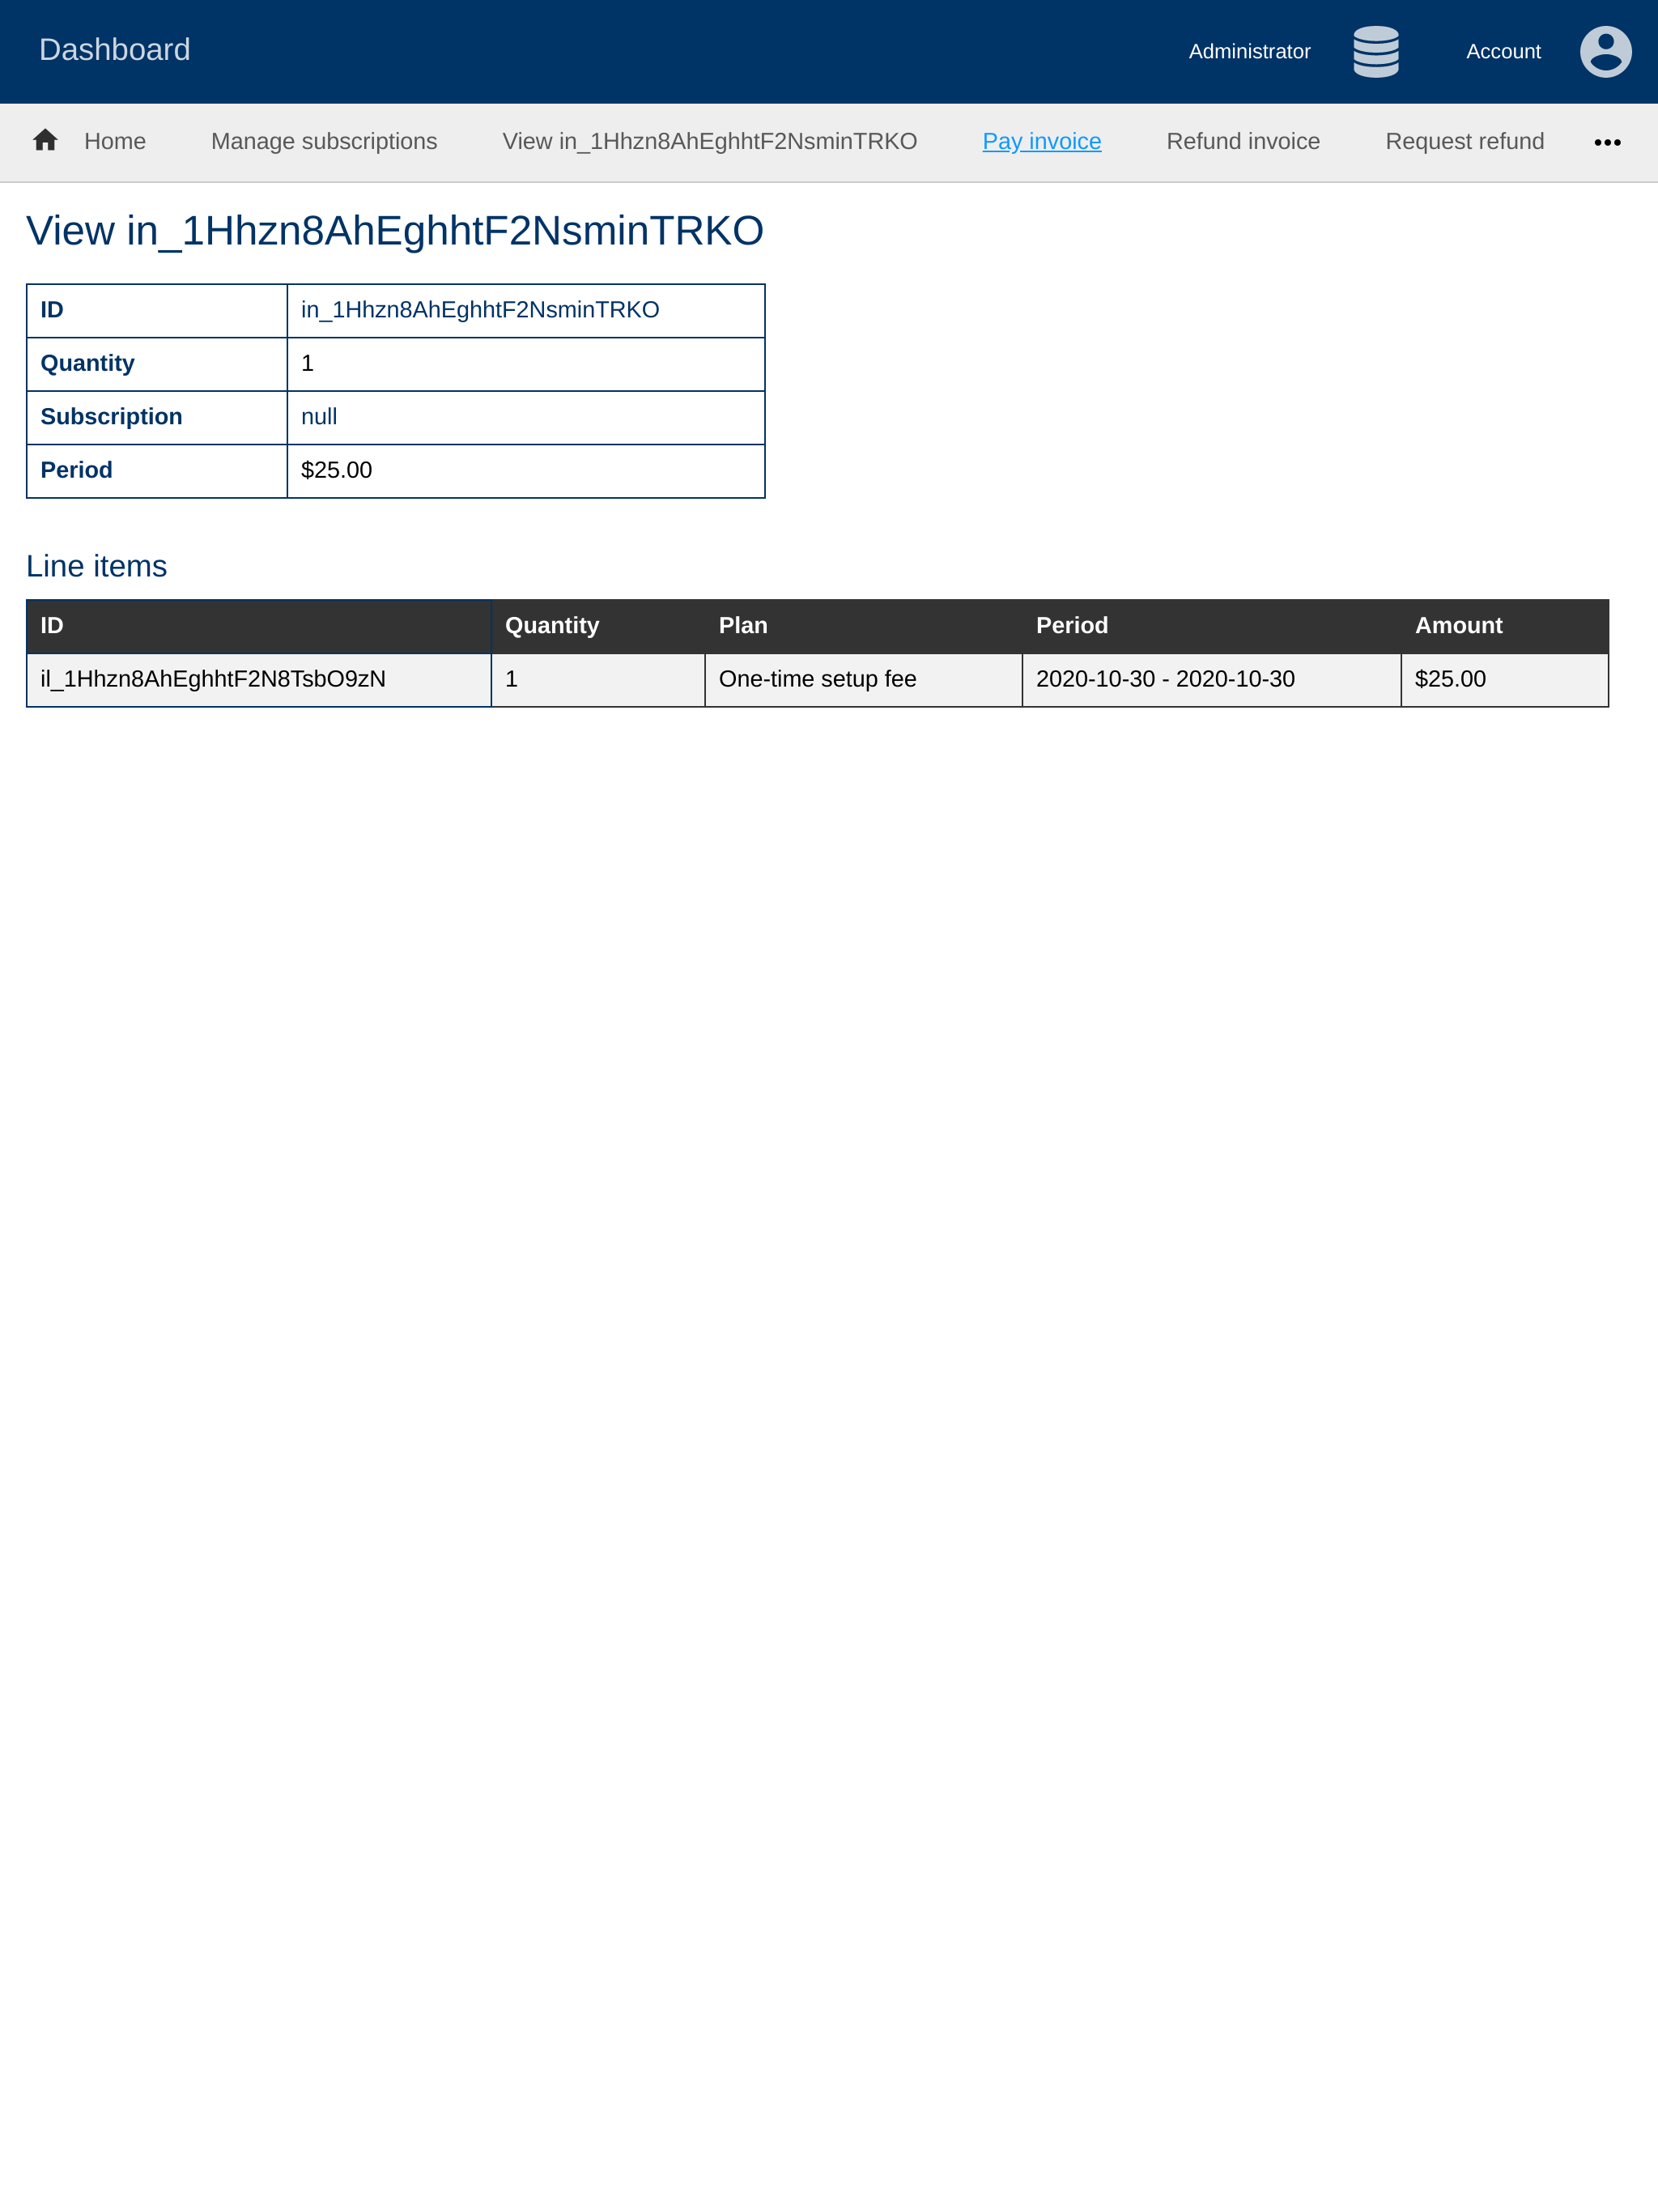 Dashboard Administrator Account
Home Manage subscriptions View in_1Hhzn8AhEghhtF2NsminTRKO Pay invoice Refund invoice Request refund •••
View in_1Hhzn8AhEghhtF2NsminTRKO
ID in_1Hhzn8AhEghhtF2NsminTRKO
Quantity 1
Subscription null
Period $25.00
Line items
ID Quantity Plan Period Amount
il_1Hhzn8AhEghhtF2N8TsbO9zN 1 One-time setup fee 2020-10-30 - 2020-10-30 $25.00